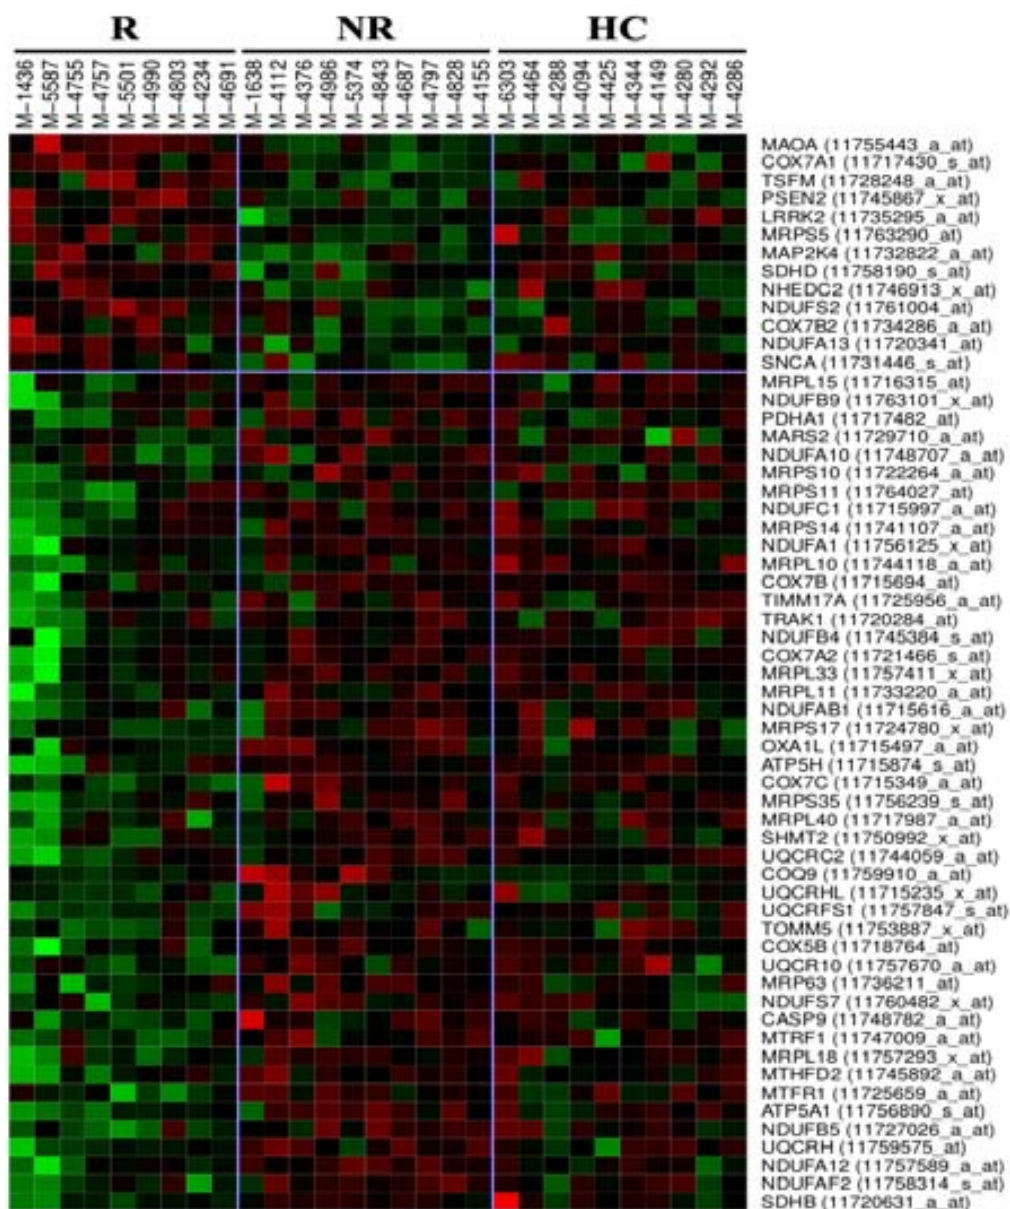 R NR HC
M-1436 M-5587 M-4755 M-4757 M-5501 M-4990 M-4803 M-4234 M-4691 M-1638 M-4112 M-4376 M-4986 M-5374 M-4843 M-4687 M-4797 M-4828 M-4155 M-6303 M-4464 M-4288 M-4094 M-4425 M-4344 M-4149 M-4280 M-4292 M-4286
MAOA (11755443_a_at)
COX7A1 (11717430_s_at)
TSFM (11728248_a_at)
PSEN2 (11745867_x_at)
LRRK2 (11735295_a_at)
MRPS5 (11763290_at)
MAP2K4 (11732822_a_at)
SDHD (11758190_s_at)
NHEDC2 (11746913_x_at)
NDUFS2 (11761004_at)
COX7B2 (11734286_a_at)
NDUFA13 (11720341_at)
SNCA (11731446_s_at)
MRPL15 (11716315_at)
NDUFB9 (11763101_x_at)
PDHA1 (11717482_at)
MARS2 (11729710_a_at)
NDUFA10 (11748707_a_at)
MRPS10 (11722264_a_at)
MRPS11 (11764027_at)
NDUFC1 (11715997_a_at)
MRPS14 (11741107_a_at)
NDUFA1 (11756125_x_at)
MRPL10 (11744118_a_at)
COX7B (11715694_at)
TIMM17A (11725956_a_at)
TRAK1 (11720284_at)
NDUFB4 (11745384_s_at)
COX7A2 (11721466_s_at)
MRPL33 (11757411_x_at)
MRPL11 (11733220_a_at)
NDUFAB1 (11715616_a_at)
MRPS17 (11724780_x_at)
OXA1L (11715497_a_at)
ATP5H (11715874_s_at)
COX7C (11715349_a_at)
MRPS35 (11756239_s_at)
MRPL40 (11717987_a_at)
SHMT2 (11750992_x_at)
UQCRC2 (11744059_a_at)
COQ9 (11759910_a_at)
UQCRHL (11715235_x_at)
UQCRFS1 (11757847_s_at)
TOMM5 (11753887_x_at)
COX5B (11718764_at)
UQCR10 (11757670_a_at)
MRP63 (11736211_at)
NDUFS7 (11760482_x_at)
CASP9 (11748782_a_at)
MTRF1 (11747009_a_at)
MRPL18 (11757293_x_at)
MTHFD2 (11745892_a_at)
MTFR1 (11725659_a_at)
ATP5A1 (11756890_s_at)
NDUFB5 (11727026_a_at)
UQCRH (11759575_at)
NDUFA12 (11757589_a_at)
NDUFAF2 (11758314_s_at)
SDHB (11720631_a_at)